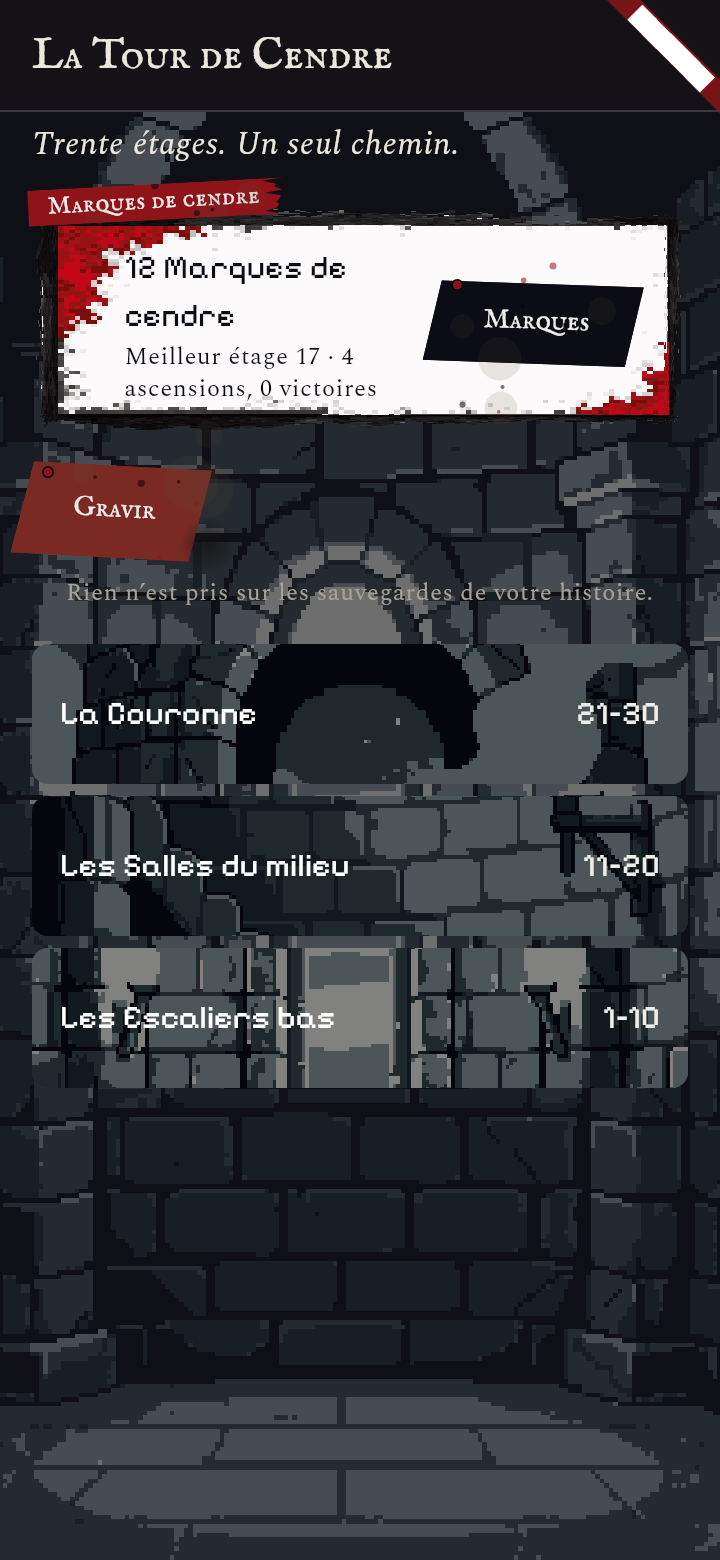 La Tour de Cendre
Trente étages. Un seul chemin.
Marques de cendre
12 Marques de
cendre
Meilleur étage 17 · 4
ascensions, 0 victoires
Marques
Gravir
Rien n'est pris sur les sauvegardes de votre histoire.
La Couronne
21-30
Les Salles du milieu
11-20
Les Escaliers bas
1-10